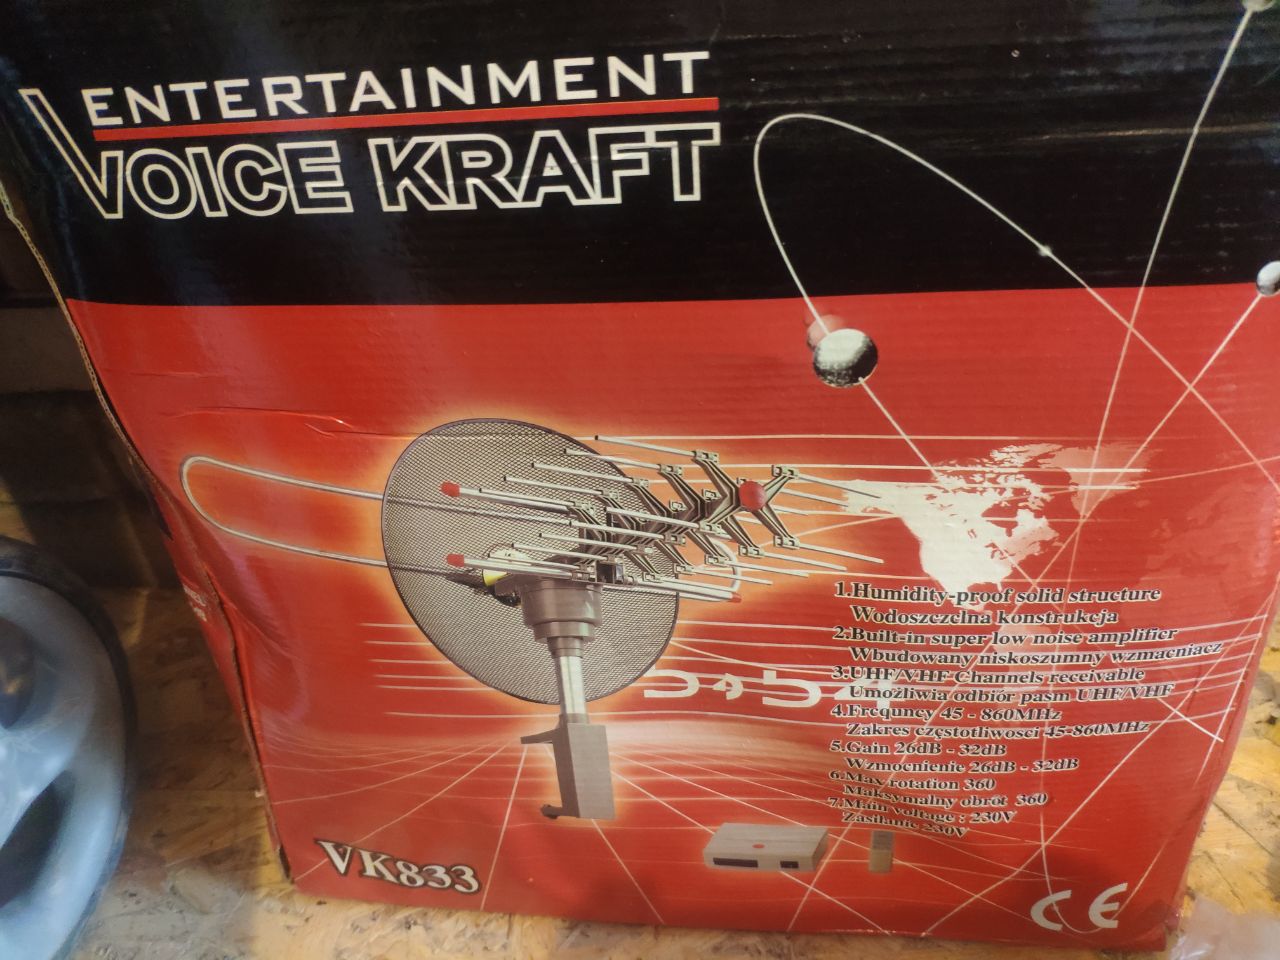 ENTERTAINMENT
VOICE KRAFT
1.Humidity-proof solid structure
Wodoszczelna konstrukcja
2.Built-in super low noise amplifier
Wbudowany niskoszumny wzmacniacz
3.UHF/VHF Channels receivable
Umożliwia odbiór pasm UHF/VHF
4.Frequncy 45 - 860MHz
Zakres częstotliwosci 45-860MHz
5.Gain 26dB - 32dB
Wzmocnienie 26dB - 32dB
6.Max rotation 360
Maksymalny obrót 360
7.Main voltage : 230V
Zasilanie 230V
VK833
CE